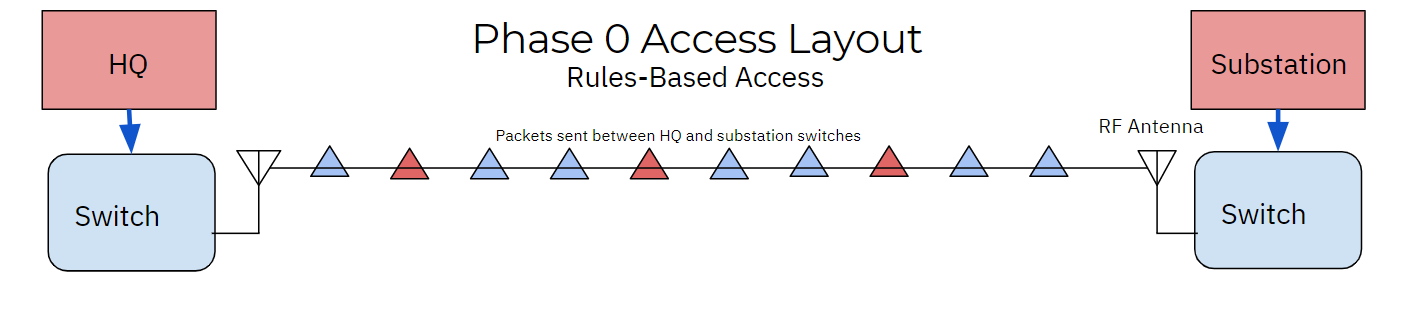 Phase 0 Access Layout
Rules-Based Access
HQ
Substation
Packets sent between HQ and substation switches
RF Antenna
Switch
Switch